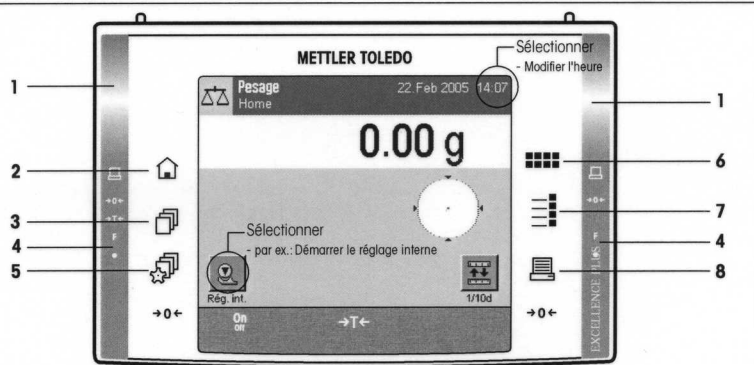 METTLER TOLEDO
Sélectionner
- Modifier l'heure
Pesage
Home
22. Feb 2005 14:07
0.00 g
1
1
2
3
4
5
6
7
4
8
→0←
→T←
F
→0←
F
EXCELLENCE PLUS
Sélectionner
- par ex.: Démarrer le réglage interne
Rég. int.
1/10d
→0←
On
Off
→T←
→0←